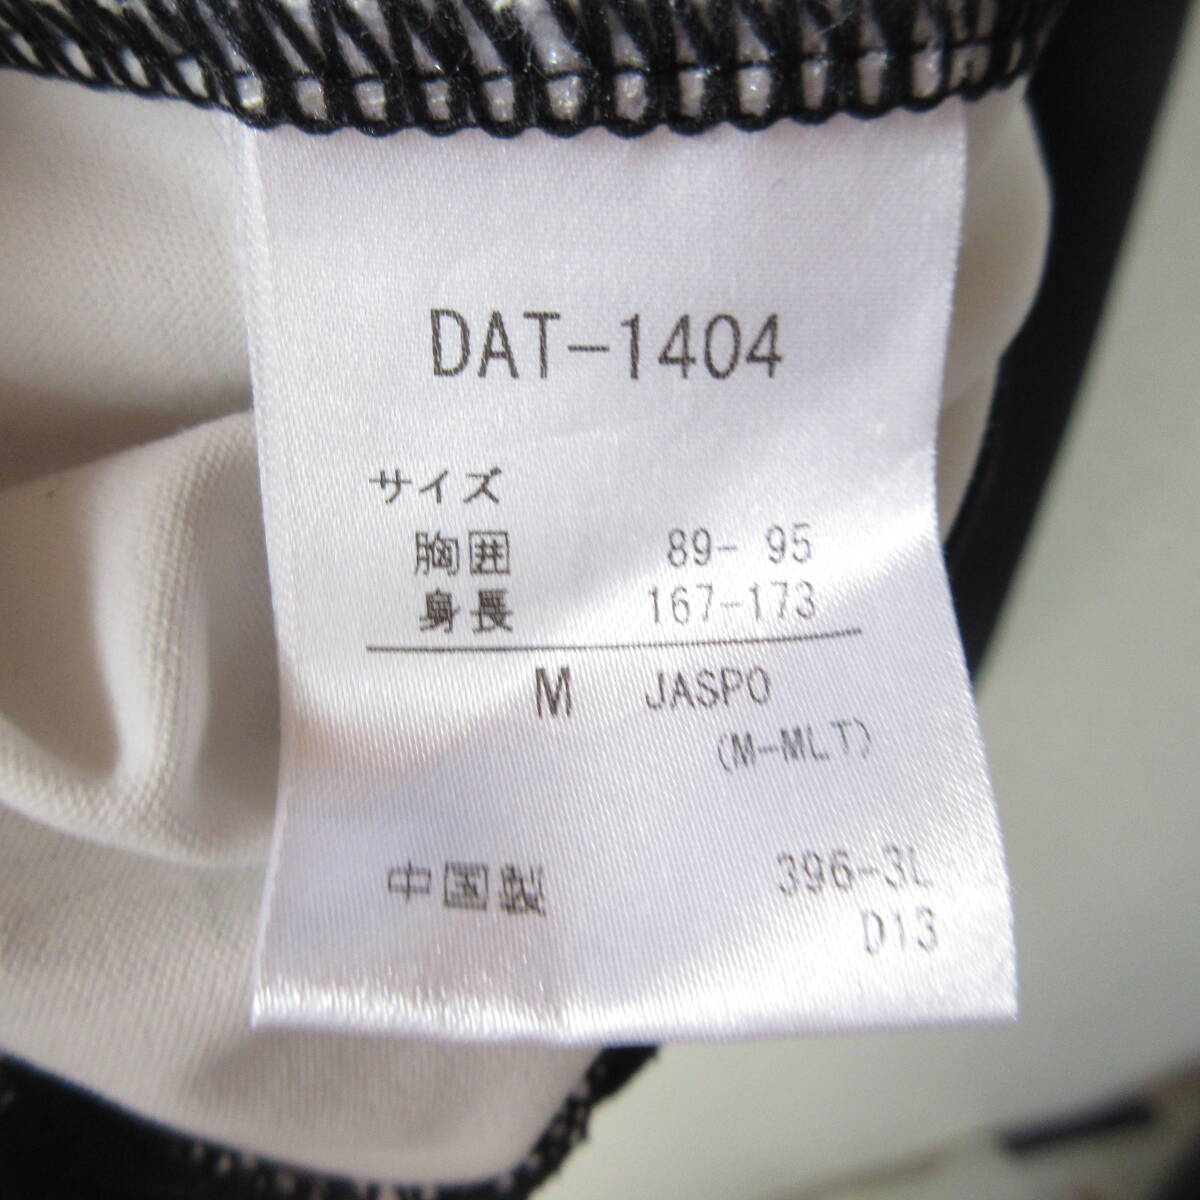 DAT-1404
サイズ
胸囲 89- 95
身長 167-173
M JASPO
(M-MLT)
中国製 396-3L
D13